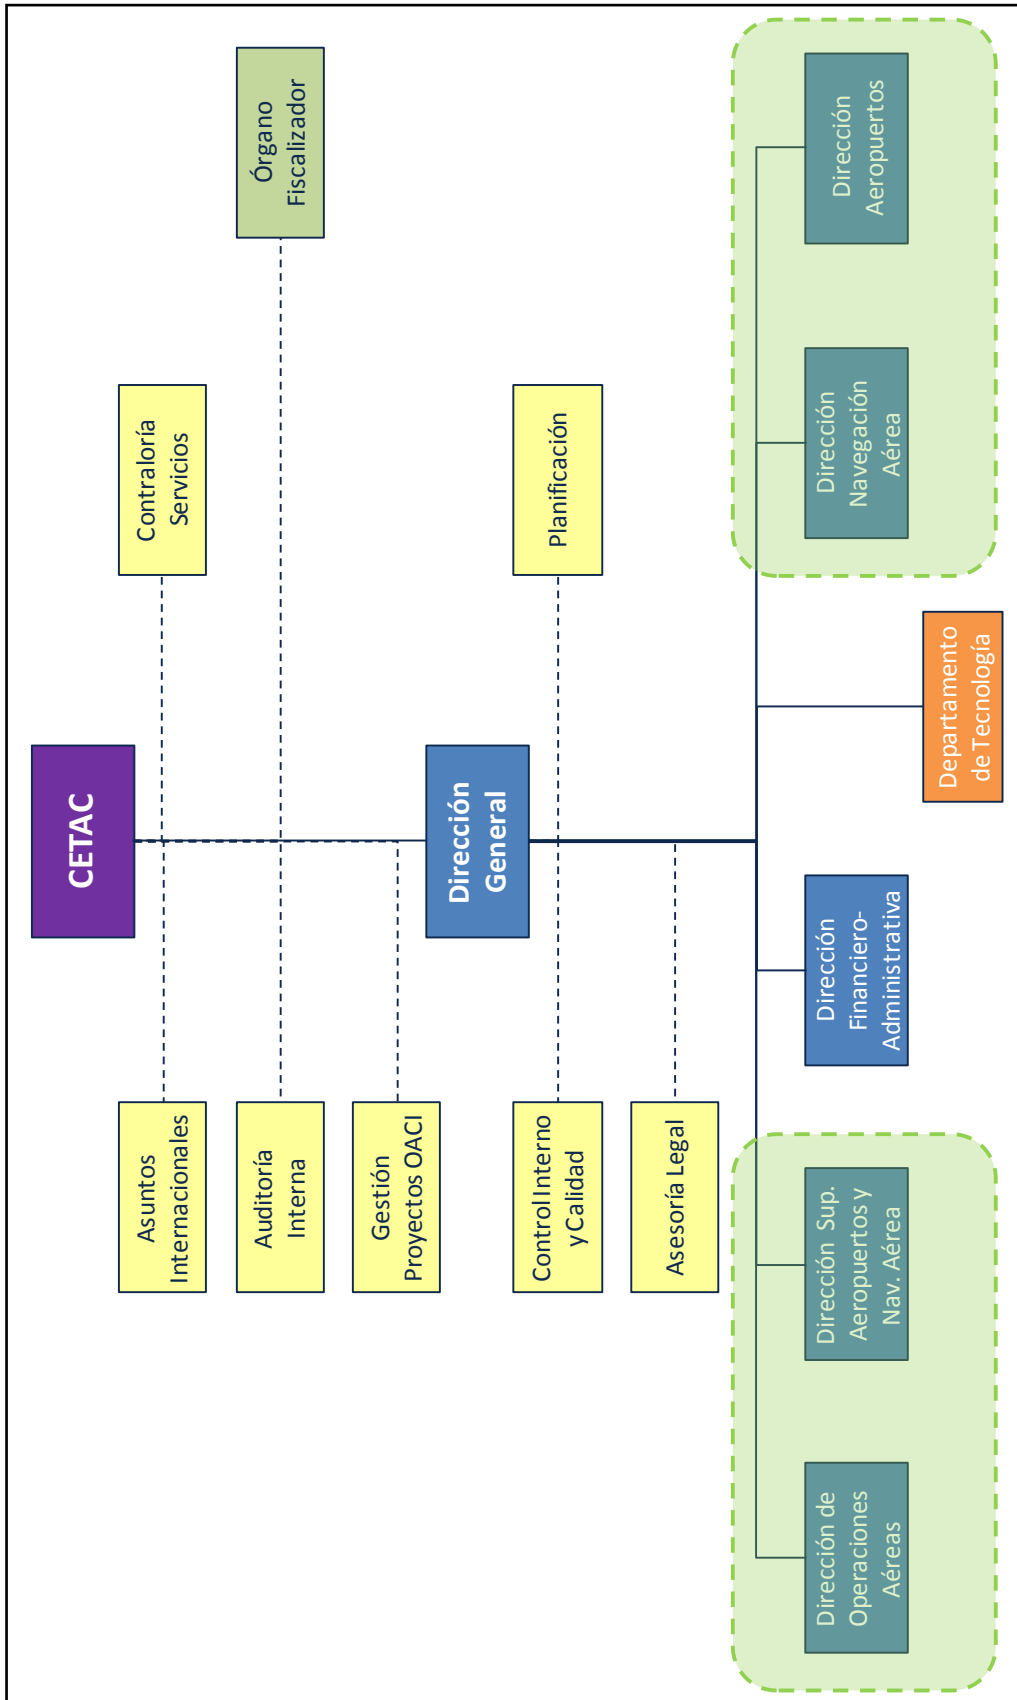 CETAC
Asuntos
Internacionales
Contraloría
Servicios
Auditoría
Interna
Órgano
Fiscalizador
Gestión
Proyectos OACI
Dirección
General
Control Interno
y Calidad
Planificación
Asesoría Legal
Dirección de
Operaciones
Aéreas
Dirección Sup.
Aeropuertos y
Nav. Aérea
Dirección
Financiero-
Administrativa
Departamento
de Tecnología
Dirección
Navegación
Aérea
Dirección
Aeropuertos